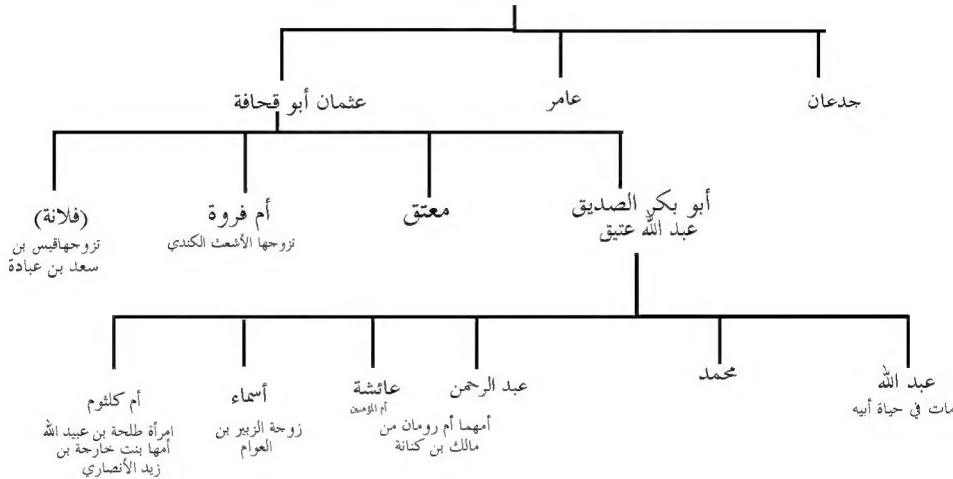 جدعان
عامر
عثمان أبو قحافة
أبو بكر الصديق
عبد الله عتيق
معتق
أم فروة
تزوجها الأشعث الكندي
(فلانة)
تزوجهاقيس بن
سعد بن عبادة
عبد الله
مات في حياة أبيه
محمد
عبد الرحمن
عائشة
أم المؤمنين
أمهما أم رومان من
مالك بن كنانة
أسماء
زوجة الزبير بن
العوام
أم كلثوم
امرأة طلحة بن عبيد الله
أمها بنت خارجة بن
زيد الأنصاري